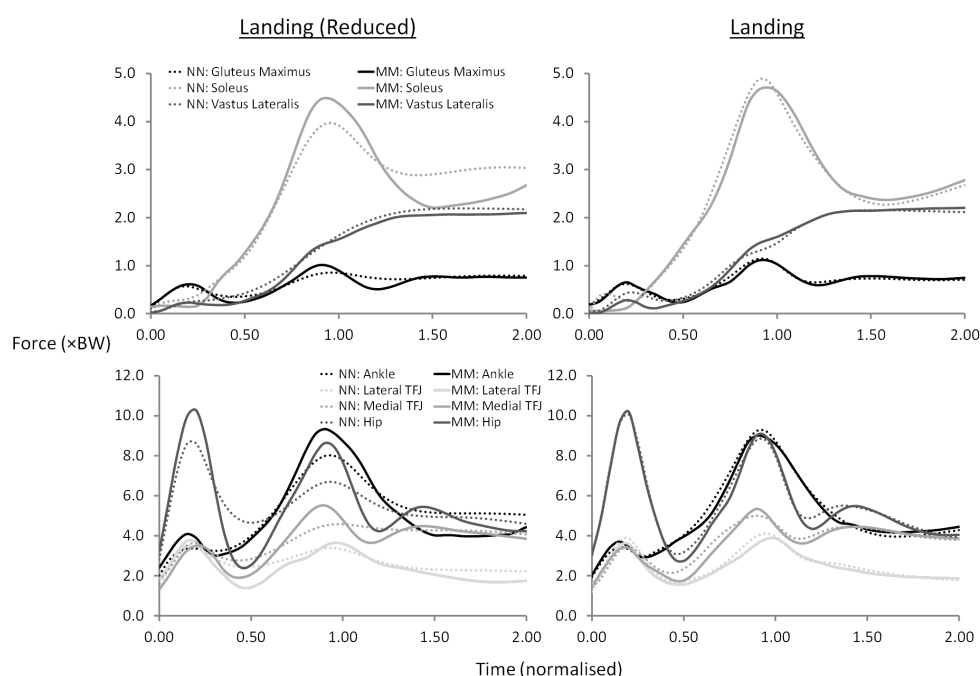 Landing (Reduced)
Landing
5.0
4.0
3.0
2.0
1.0
0.0
NN: Gluteus Maximus
MM: Gluteus Maximus
NN: Soleus
MM: Soleus
NN: Vastus Lateralis
MM: Vastus Lateralis
0.00 0.50 1.00 1.50 2.00
5.0
4.0
3.0
2.0
1.0
0.0
0.00 0.50 1.00 1.50 2.00
Force (×BW)
12.0
10.0
8.0
6.0
4.0
2.0
0.0
NN: Ankle
MM: Ankle
NN: Lateral TFJ
MM: Lateral TFJ
NN: Medial TFJ
MM: Medial TFJ
NN: Hip
MM: Hip
0.00 0.50 1.00 1.50 2.00
12.0
10.0
8.0
6.0
4.0
2.0
0.0
0.00 0.50 1.00 1.50 2.00
Time (normalised)